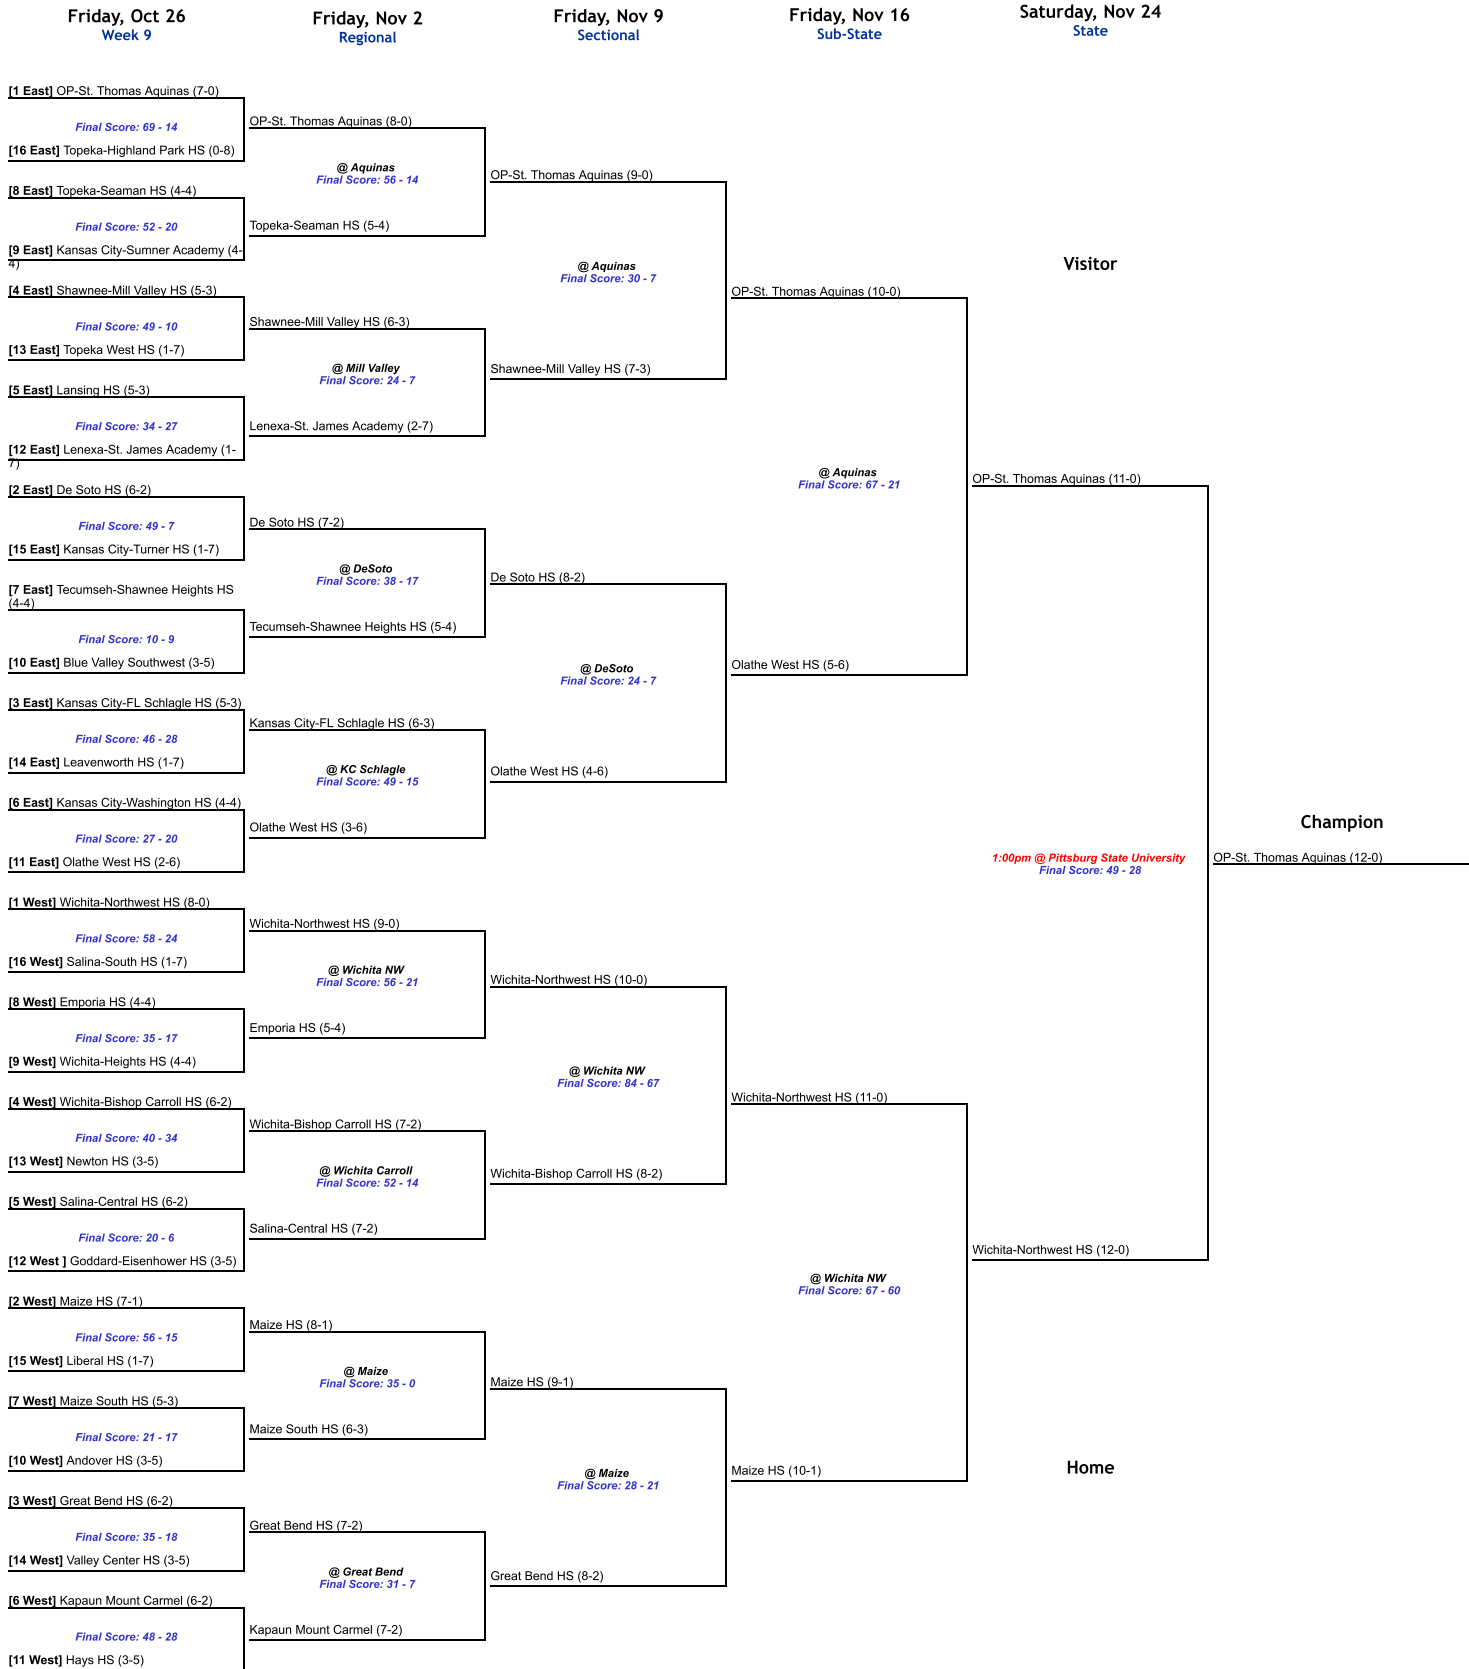 Friday, Oct 26
Week 9
Friday, Nov 2
Regional
Friday, Nov 9
Sectional
Friday, Nov 16
Sub-State
Saturday, Nov 24
State
[1 East] OP-St. Thomas Aquinas (7-0)
Final Score: 69 - 14
[16 East] Topeka-Highland Park HS (0-8)
[8 East] Topeka-Seaman HS (4-4)
Final Score: 52 - 20
[9 East] Kansas City-Sumner Academy (4-
4)
[4 East] Shawnee-Mill Valley HS (5-3)
Final Score: 49 - 10
[13 East] Topeka West HS (1-7)
[5 East] Lansing HS (5-3)
Final Score: 34 - 27
[12 East] Lenexa-St. James Academy (1-
7)
[2 East] De Soto HS (6-2)
Final Score: 49 - 7
[15 East] Kansas City-Turner HS (1-7)
[7 East] Tecumseh-Shawnee Heights HS
(4-4)
Final Score: 10 - 9
[10 East] Blue Valley Southwest (3-5)
[3 East] Kansas City-FL Schlagle HS (5-3)
Final Score: 46 - 28
[14 East] Leavenworth HS (1-7)
[6 East] Kansas City-Washington HS (4-4)
Final Score: 27 - 20
[11 East] Olathe West HS (2-6)
[1 West] Wichita-Northwest HS (8-0)
Final Score: 58 - 24
[16 West] Salina-South HS (1-7)
[8 West] Emporia HS (4-4)
Final Score: 35 - 17
[9 West] Wichita-Heights HS (4-4)
[4 West] Wichita-Bishop Carroll HS (6-2)
Final Score: 40 - 34
[13 West] Newton HS (3-5)
[5 West] Salina-Central HS (6-2)
Final Score: 20 - 6
[12 West ] Goddard-Eisenhower HS (3-5)
[2 West] Maize HS (7-1)
Final Score: 56 - 15
[15 West] Liberal HS (1-7)
[7 West] Maize South HS (5-3)
Final Score: 21 - 17
[10 West] Andover HS (3-5)
[3 West] Great Bend HS (6-2)
Final Score: 35 - 18
[14 West] Valley Center HS (3-5)
[6 West] Kapaun Mount Carmel (6-2)
Final Score: 48 - 28
[11 West] Hays HS (3-5)
OP-St. Thomas Aquinas (8-0)
@ Aquinas
Final Score: 56 - 14
Topeka-Seaman HS (5-4)
Shawnee-Mill Valley HS (6-3)
@ Mill Valley
Final Score: 24 - 7
Lenexa-St. James Academy (2-7)
De Soto HS (7-2)
@ DeSoto
Final Score: 38 - 17
Tecumseh-Shawnee Heights HS (5-4)
Kansas City-FL Schlagle HS (6-3)
@ KC Schlagle
Final Score: 49 - 15
Olathe West HS (3-6)
Wichita-Northwest HS (9-0)
@ Wichita NW
Final Score: 56 - 21
Emporia HS (5-4)
Wichita-Bishop Carroll HS (7-2)
@ Wichita Carroll
Final Score: 52 - 14
Salina-Central HS (7-2)
Maize HS (8-1)
@ Maize
Final Score: 35 - 0
Maize South HS (6-3)
Great Bend HS (7-2)
@ Great Bend
Final Score: 31 - 7
Kapaun Mount Carmel (7-2)
OP-St. Thomas Aquinas (9-0)
@ Aquinas
Final Score: 30 - 7
Shawnee-Mill Valley HS (7-3)
De Soto HS (8-2)
@ DeSoto
Final Score: 24 - 7
Olathe West HS (4-6)
Wichita-Northwest HS (10-0)
@ Wichita NW
Final Score: 84 - 67
Wichita-Bishop Carroll HS (8-2)
Maize HS (9-1)
@ Maize
Final Score: 28 - 21
Great Bend HS (8-2)
OP-St. Thomas Aquinas (10-0)
@ Aquinas
Final Score: 67 - 21
Olathe West HS (5-6)
Wichita-Northwest HS (11-0)
@ Wichita NW
Final Score: 67 - 60
Maize HS (10-1)
Visitor
OP-St. Thomas Aquinas (11-0)
1:00pm @ Pittsburg State University
Final Score: 49 - 28
Wichita-Northwest HS (12-0)
Home
Champion
OP-St. Thomas Aquinas (12-0)